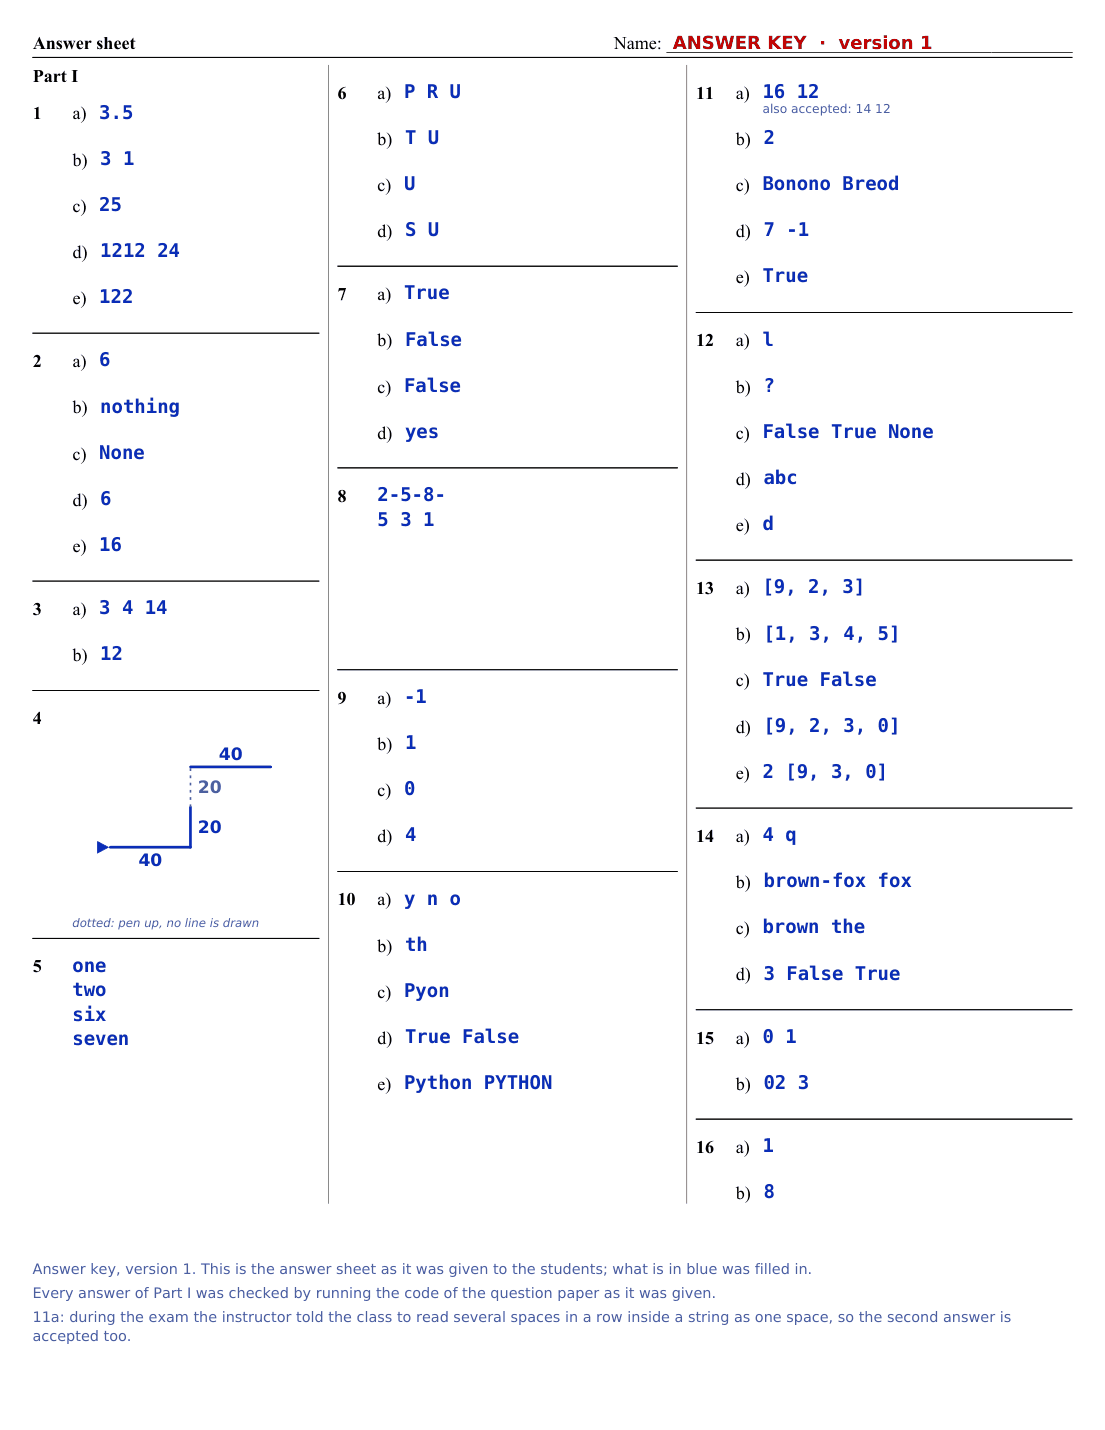 Answer sheet
Name: ANSWER KEY · version 1
Part I
1 a) 3.5
b) 3 1
c) 25
d) 1212 24
e) 122
2 a) 6
b) nothing
c) None
d) 6
e) 16
3 a) 3 4 14
b) 12
4
40
20
20
40
dotted: pen up, no line is drawn
5 one
two
six
seven
6 a) P R U
b) T U
c) U
d) S U
7 a) True
b) False
c) False
d) yes
8 2-5-8-
5 3 1
9 a) -1
b) 1
c) 0
d) 4
10 a) y n o
b) th
c) Pyon
d) True False
e) Python PYTHON
11 a) 16 12
also accepted: 14 12
b) 2
c) Bonono Breod
d) 7 -1
e) True
12 a) l
b) ?
c) False True None
d) abc
e) d
13 a) [9, 2, 3]
b) [1, 3, 4, 5]
c) True False
d) [9, 2, 3, 0]
e) 2 [9, 3, 0]
14 a) 4 q
b) brown-fox fox
c) brown the
d) 3 False True
15 a) 0 1
b) 02 3
16 a) 1
b) 8
Answer key, version 1. This is the answer sheet as it was given to the students; what is in blue was filled in.
Every answer of Part I was checked by running the code of the question paper as it was given.
11a: during the exam the instructor told the class to read several spaces in a row inside a string as one space, so the second answer is
accepted too.